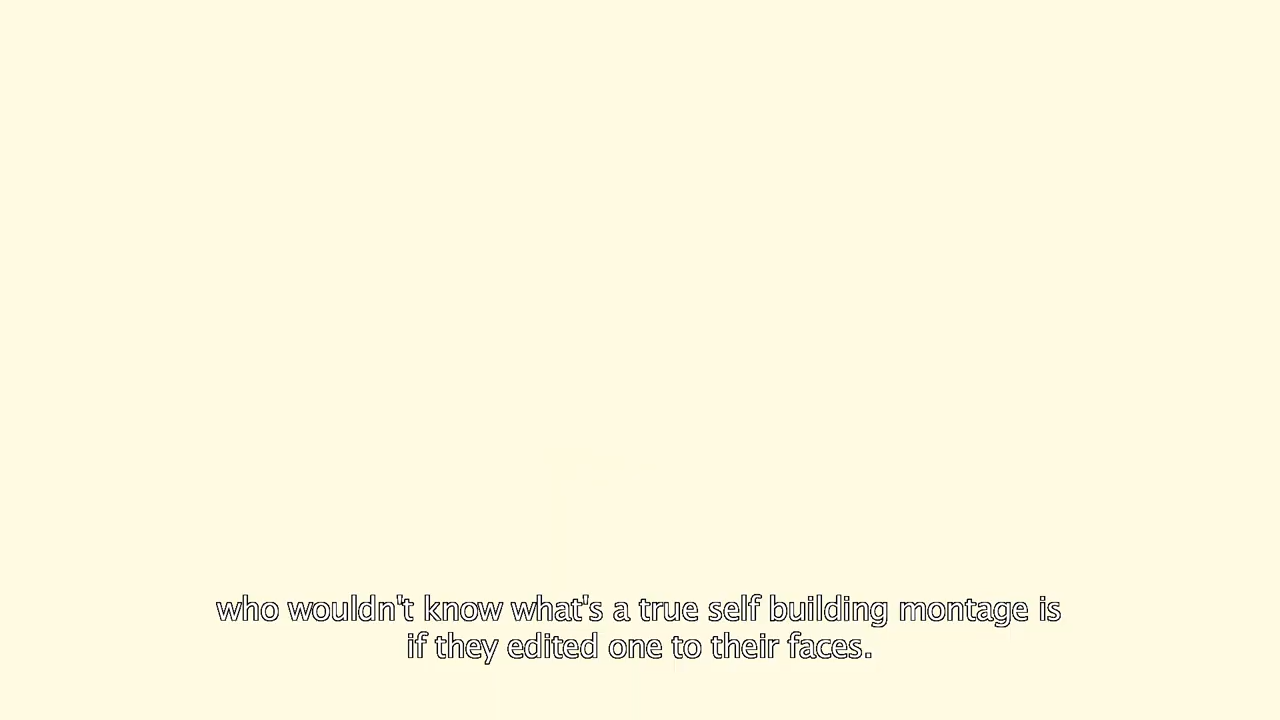 who wouldn't know what's a true self building montage is
if they edited one to their faces.